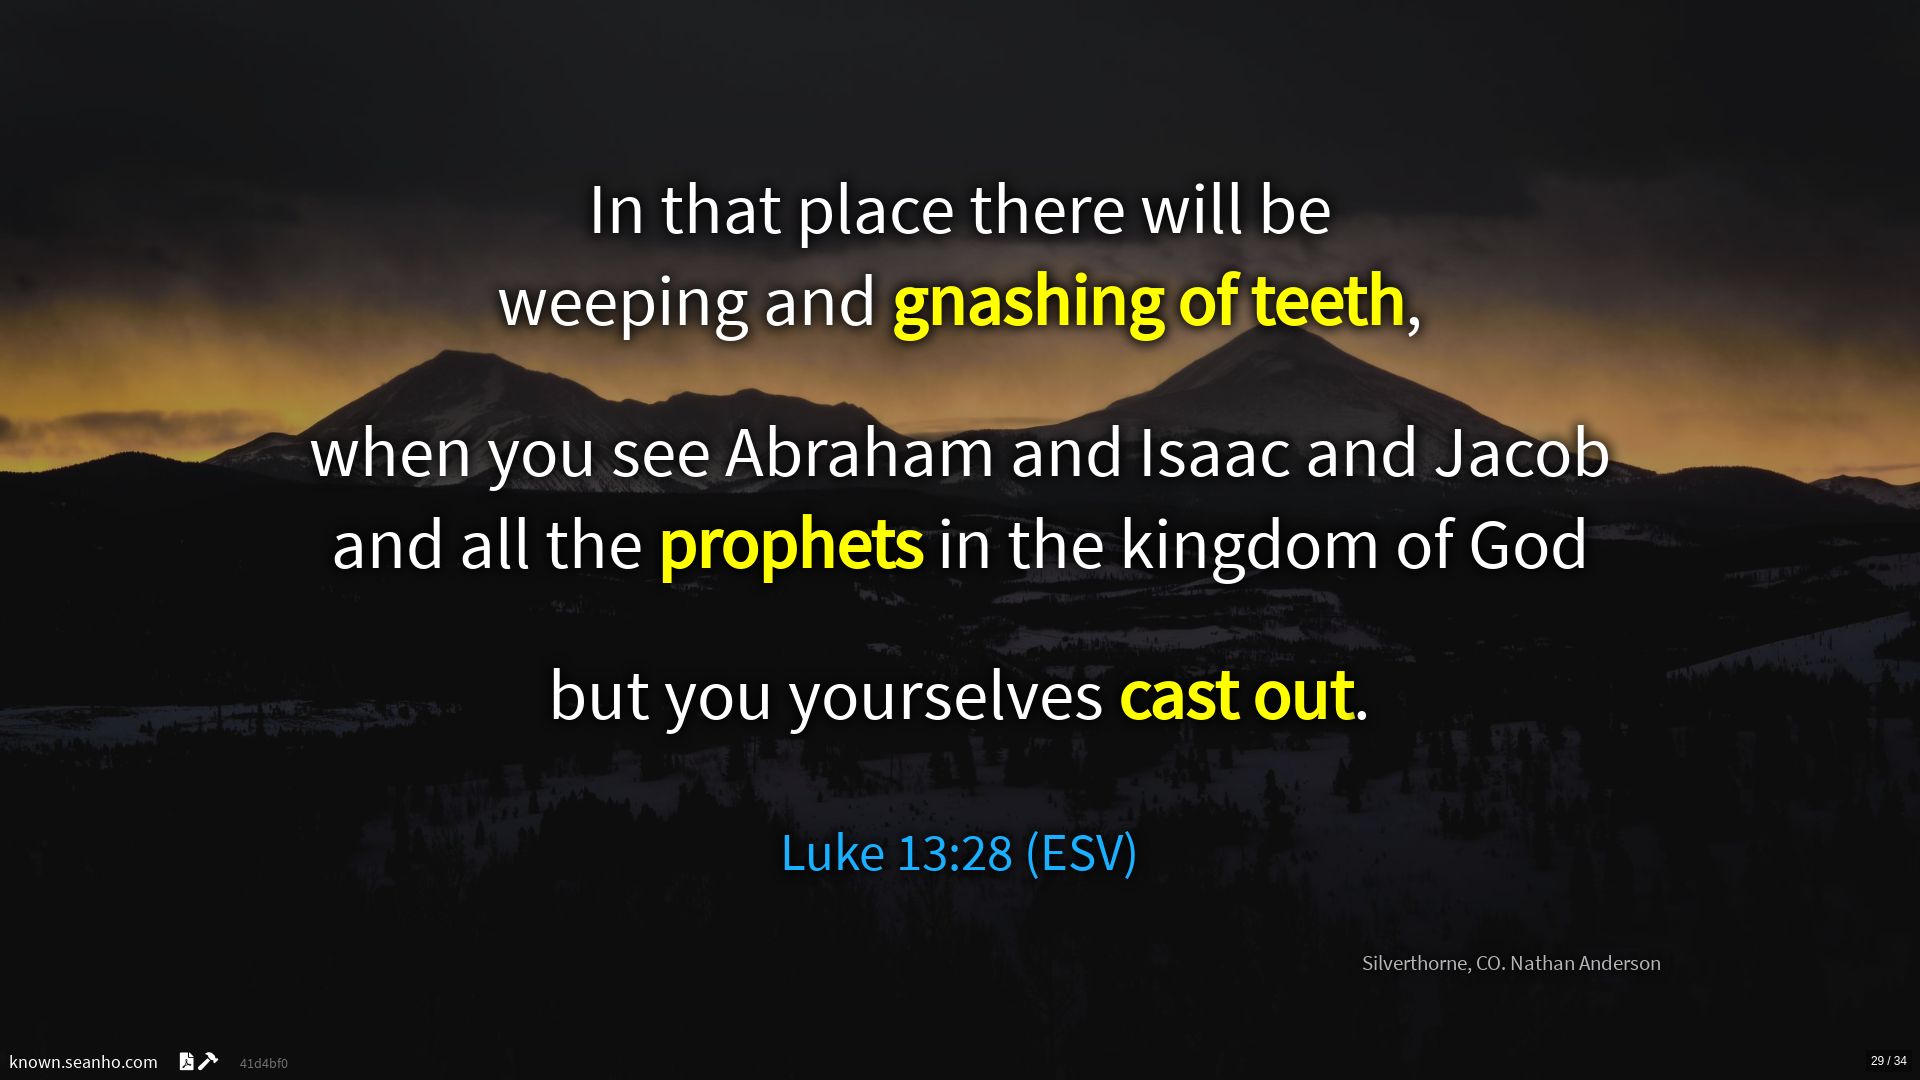 In that place there will be
weeping and gnashing of teeth,
when you see Abraham and Isaac and Jacob
and all the prophets in the kingdom of God
but you yourselves cast out.
Luke 13:28 (ESV)
Silverthorne, CO. Nathan Anderson
known.seanho.com 41d4bf0
29 / 34